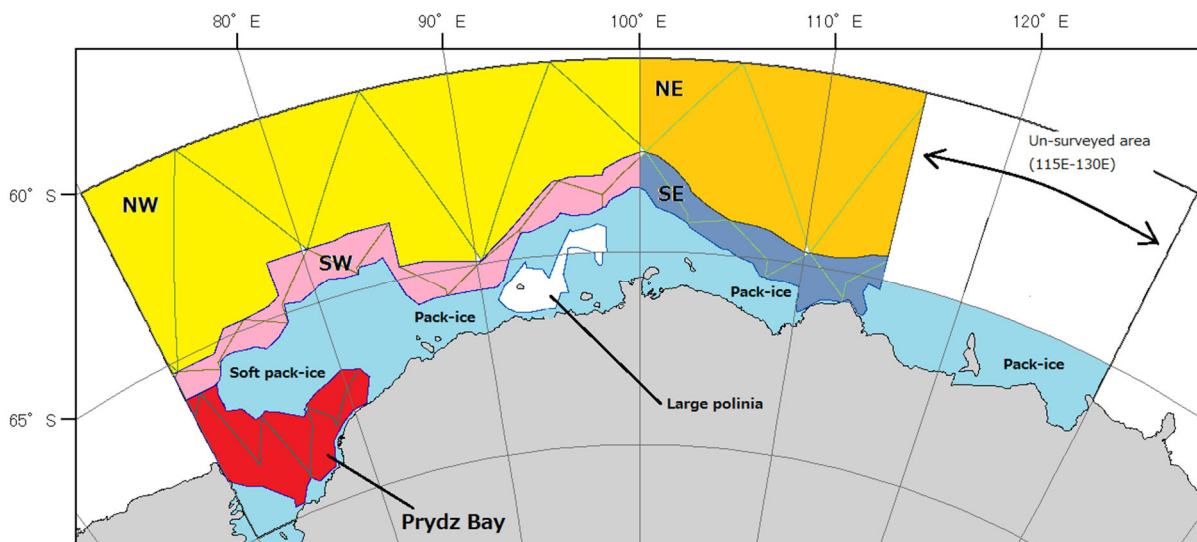 80° E
90° E
100° E
110° E
120° E
NE
Un-surveyed area
(115E-130E)
60° S
NW
SE
SW
Pack-ice
Pack-ice
Soft pack-ice
Pack-ice
Large polinia
65° S
Prydz Bay